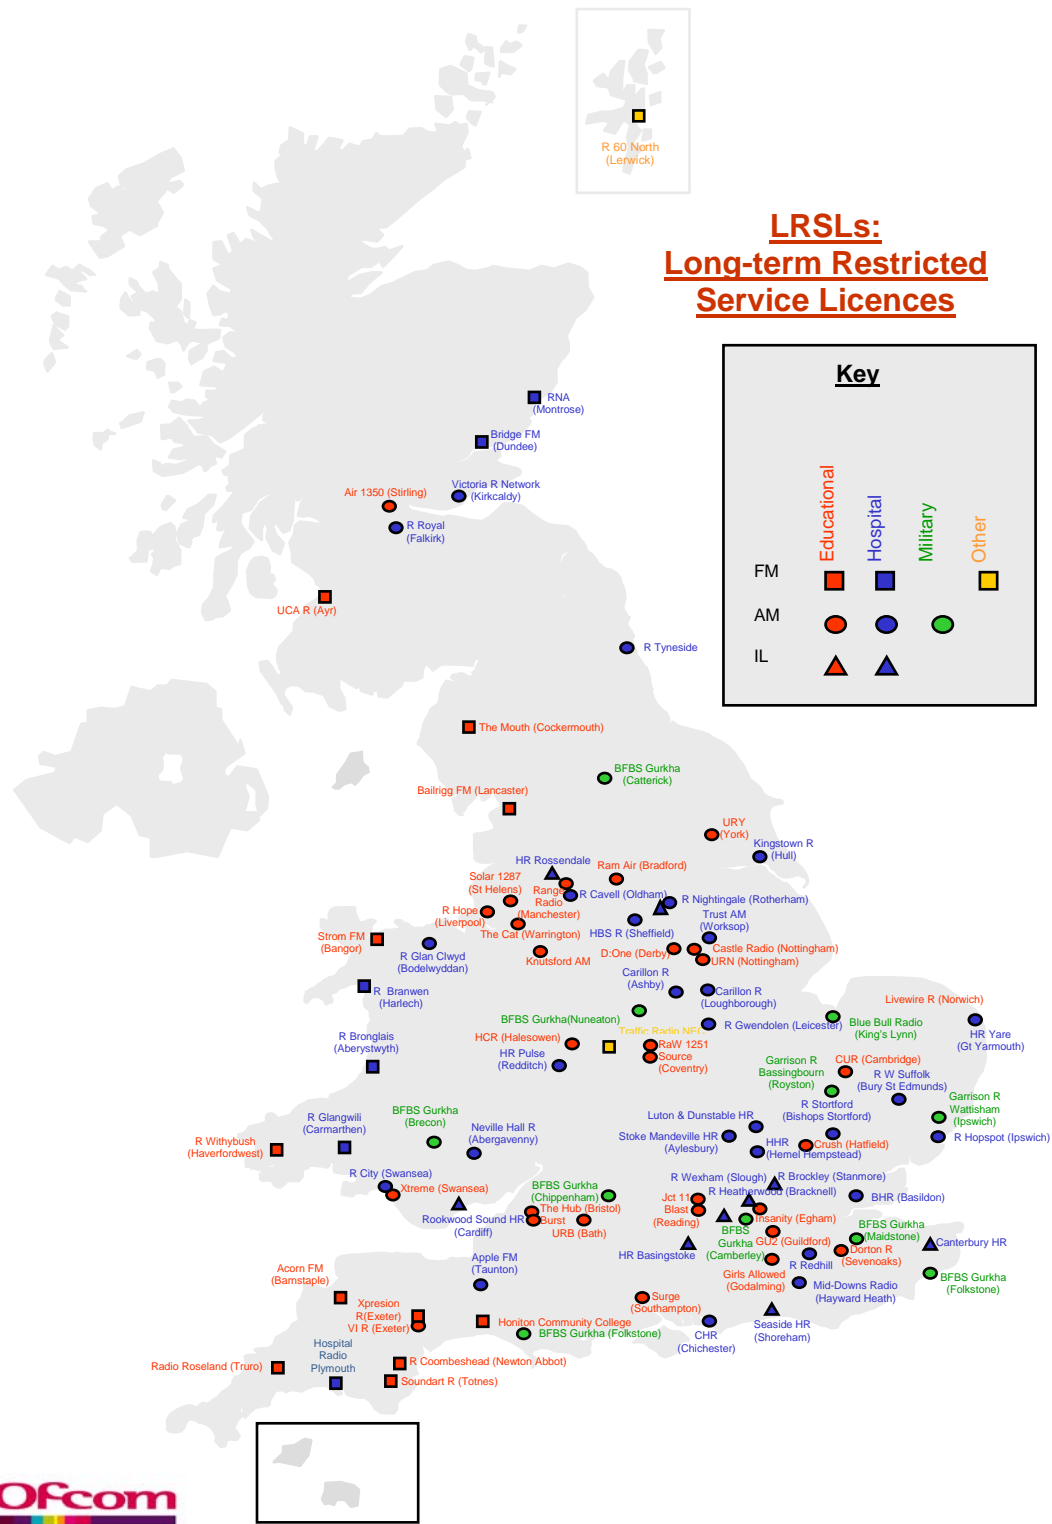 R 60 North
(Lerwick)
LRSLs:
Long-term Restricted
Service Licences
Key
Educational
Hospital
Military
Other
FM
AM
IL
RNA
(Montrose)
Bridge FM
(Dundee)
Victoria R Network
(Kirkcaldy)
Air 1350 (Stirling)
R Royal
(Falkirk)
UCA R (Ayr)
R Tyneside
The Mouth (Cockermouth)
BFBS Gurkha
(Catterick)
Bailrigg FM (Lancaster)
URY
(York)
Kingstown R
(Hull)
HR Rossendale
Ram Air (Bradford)
Solar 1287
(St Helens)
Range
Radio
(Manchester)
R Cavell (Oldham)
R Nightingale (Rotherham)
R Hope
(Liverpool)
The Cat (Warrington)
HBS R (Sheffield)
Trust AM
(Worksop)
Strom FM
(Bangor)
R Glan Clwyd
(Bodelwyddan)
Knutsford AM
D:One (Derby)
Castle Radio (Nottingham)
URN (Nottingham)
R Branwen
(Harlech)
Carillon R
(Ashby)
Carillon R
(Loughborough)
Livewire R (Norwich)
BFBS Gurkha(Nuneaton)
R Gwendolen (Leicester)
Blue Bull Radio
(King's Lynn)
HR Yare
(Gt Yarmouth)
R Bronglais
(Aberystwyth)
HCR (Halesowen)
Traffic Radio NEC
HR Pulse
(Redditch)
RaW 1251
Source
(Coventry)
Garrison R
Bassingbourn
(Royston)
CUR (Cambridge)
R W Suffolk
(Bury St Edmunds)
Garrison R
Wattisham
(Ipswich)
R Hopspot (Ipswich)
R Stortford
(Bishops Stortford)
R Glangwili
(Carmarthen)
BFBS Gurkha
(Brecon)
Neville Hall R
(Abergavenny)
R Withybush
(Haverfordwest)
Luton & Dunstable HR
Stoke Mandeville HR
(Aylesbury)
HHR
(Hemel Hempstead)
Crush (Hatfield)
R City (Swansea)
Xtreme (Swansea)
R Wexham (Slough)
R Brockley (Stanmore)
R Heatherwood (Bracknell)
BHR (Basildon)
BFBS Gurkha
(Chippenham)
Jct 11
Blast
(Reading)
Rookwood Sound HR
(Cardiff)
The Hub (Bristol)
Burst
URB (Bath)
Insanity (Egham)
BFBS
Gurkha
(Camberley)
GU2 (Guildford)
BFBS Gurkha
(Maidstone)
Dorton R
(Sevenoaks)
Canterbury HR
HR Basingstoke
R Redhill
Apple FM
(Taunton)
Girls Allowed
(Godalming)
Mid-Downs Radio
(Hayward Heath)
BFBS Gurkha
(Folkstone)
Acorn FM
(Barnstaple)
Xpresion
R(Exeter)
VI R (Exeter)
Surge
(Southampton)
Honiton Community College
BFBS Gurkha (Folkstone)
CHR
(Chichester)
Seaside HR
(Shoreham)
Hospital
Radio
Plymouth
Radio Roseland (Truro)
R Coombeshead (Newton Abbot)
Soundart R (Totnes)
Ofcom